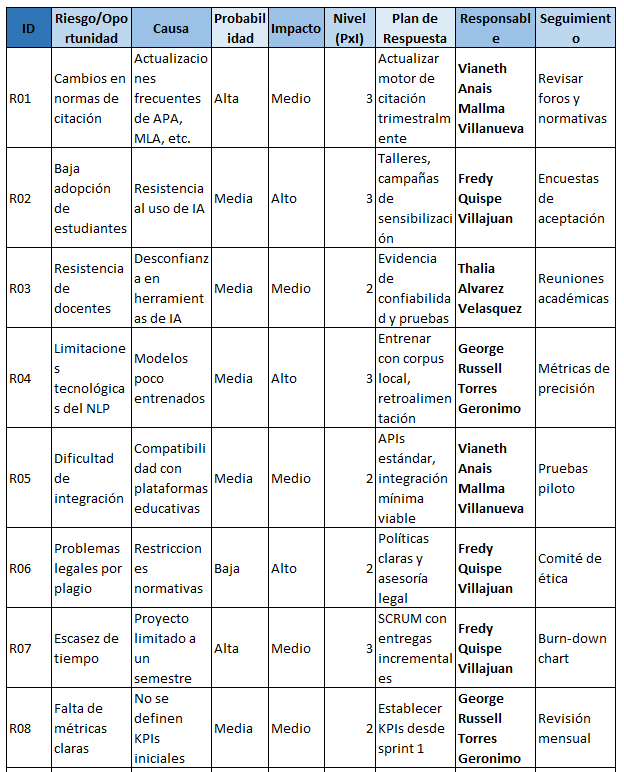 ID Riesgo/Oportunidad Causa Probabilidad Impacto Nivel (PxI) Plan de Respuesta Responsable Seguimiento
R01 Cambios en normas de citación Actualizaciones frecuentes de APA, MLA, etc. Alta Medio 3 Actualizar motor de citación trimestralmente Vianeth Anais Mallma Villanueva Revisar foros y normativas
R02 Baja adopción de estudiantes Resistencia al uso de IA Media Alto 3 Talleres, campañas de sensibilización Fredy Quispe Villajuan Encuestas de aceptación
R03 Resistencia de docentes Desconfianza en herramientas de IA Media Medio 2 Evidencia de confiabilidad y pruebas Thalia Alvarez Velasquez Reuniones académicas
R04 Limitaciones tecnológicas del NLP Modelos poco entrenados Media Alto 3 Entrenar con corpus local, retroalimentación George Russell Torres Geronimo Métricas de precisión
R05 Dificultad de integración Compatibilidad con plataformas educativas Media Medio 2 APIs estándar, integración mínima viable Vianeth Anais Mallma Villanueva Pruebas piloto
R06 Problemas legales por plagio Restricciones normativas Baja Alto 2 Políticas claras y asesoría legal Fredy Quispe Villajuan Comité de ética
R07 Escasez de tiempo Proyecto limitado a un semestre Alta Medio 3 SCRUM con entregas incrementales Fredy Quispe Villajuan Burn-down chart
R08 Falta de métricas claras No se definen KPIs iniciales Media Medio 2 Establecer KPIs desde sprint 1 George Russell Torres Geronimo Revisión mensual